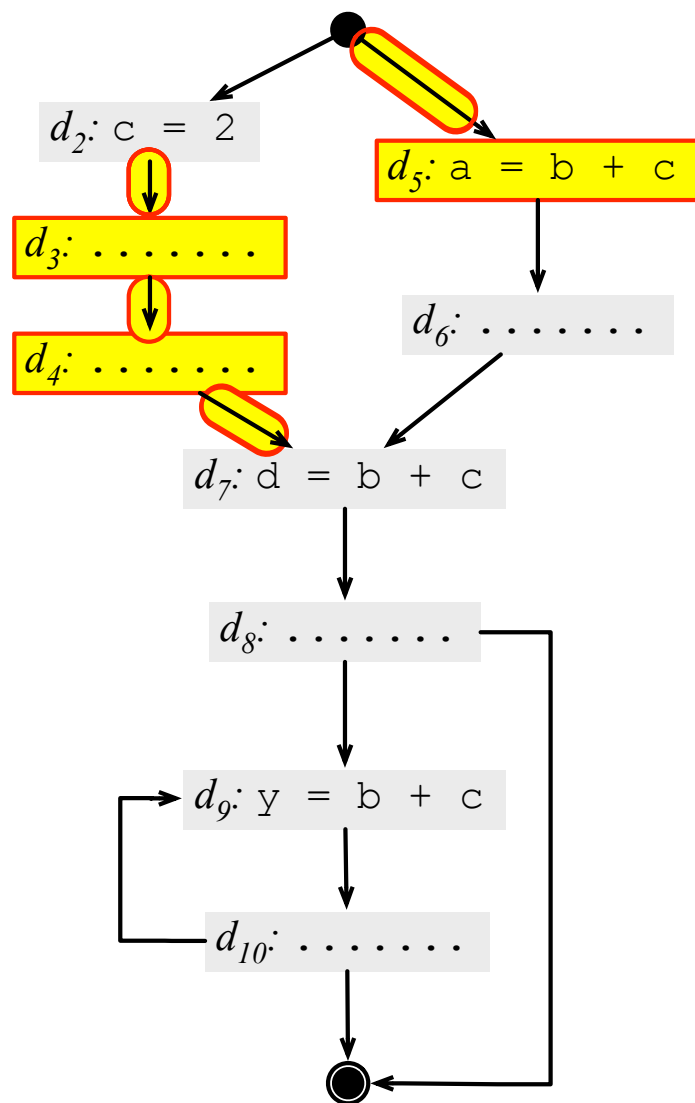 d2: c = 2
d5: a = b + c
d3: .......
d6: .......
d4: .......
d7: d = b + c
d8: .......
d9: y = b + c
d10: .......